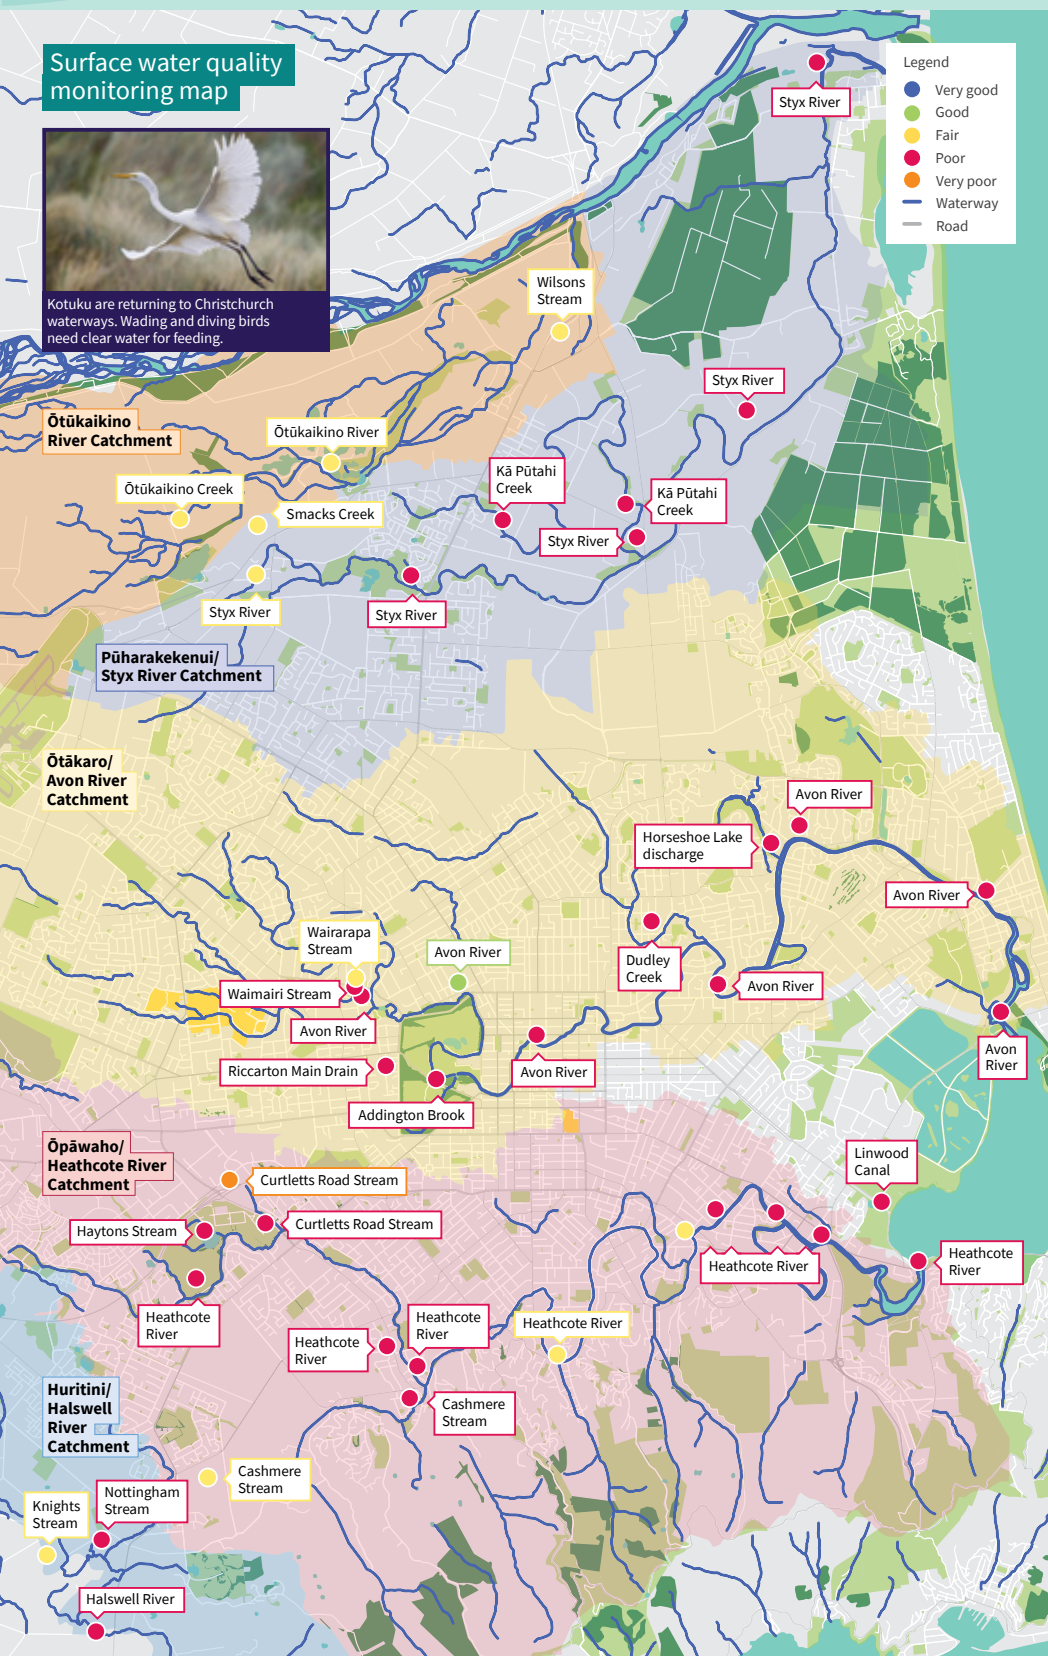 Surface water quality
monitoring map
Kotuku are returning to Christchurch
waterways. Wading and diving birds
need clear water for feeding.
Legend
Very good
Good
Fair
Poor
Very poor
Waterway
Road
Styx River
Wilsons
Stream
Styx River
Ōtūkaikino
River Catchment
Ōtūkaikino River
Ōtūkaikino Creek
Smacks Creek
Kā Pūtahi
Creek
Kā Pūtahi
Creek
Styx River
Styx River
Styx River
Pūharakekenui/
Styx River Catchment
Ōtākaro/
Avon River
Catchment
Avon River
Horseshoe Lake
discharge
Avon River
Wairarapa
Stream
Avon River
Dudley
Creek
Avon River
Waimairi Stream
Avon River
Avon
River
Riccarton Main Drain
Avon River
Addington Brook
Ōpāwaho/
Heathcote River
Catchment
Linwood
Canal
Curtletts Road Stream
Curtletts Road Stream
Haytons Stream
Heathcote
River
Heathcote River
Heathcote
River
Heathcote
River
Heathcote River
Heathcote
River
Huritini/
Halswell
River
Catchment
Cashmere
Stream
Cashmere
Stream
Nottingham
Stream
Knights
Stream
Halswell River